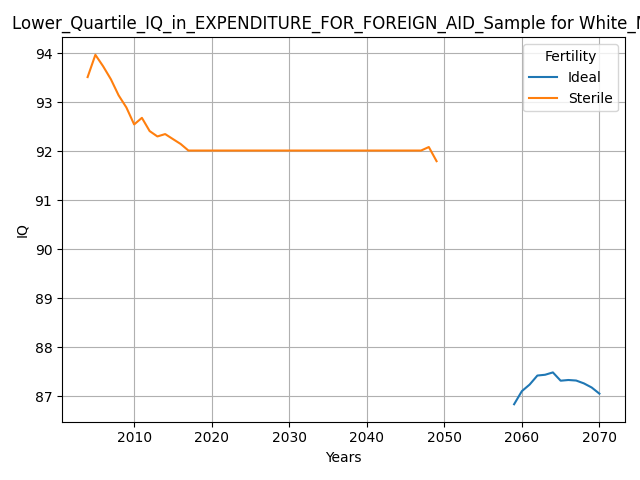 Lower_Quartile_IQ_in_EXPENDITURE_FOR_FOREIGN_AID_Sample for White_
Fertility
Ideal
Sterile
94
93
92
91
90
89
88
87
IQ
2010 2020 2030 2040 2050 2060 2070
Years